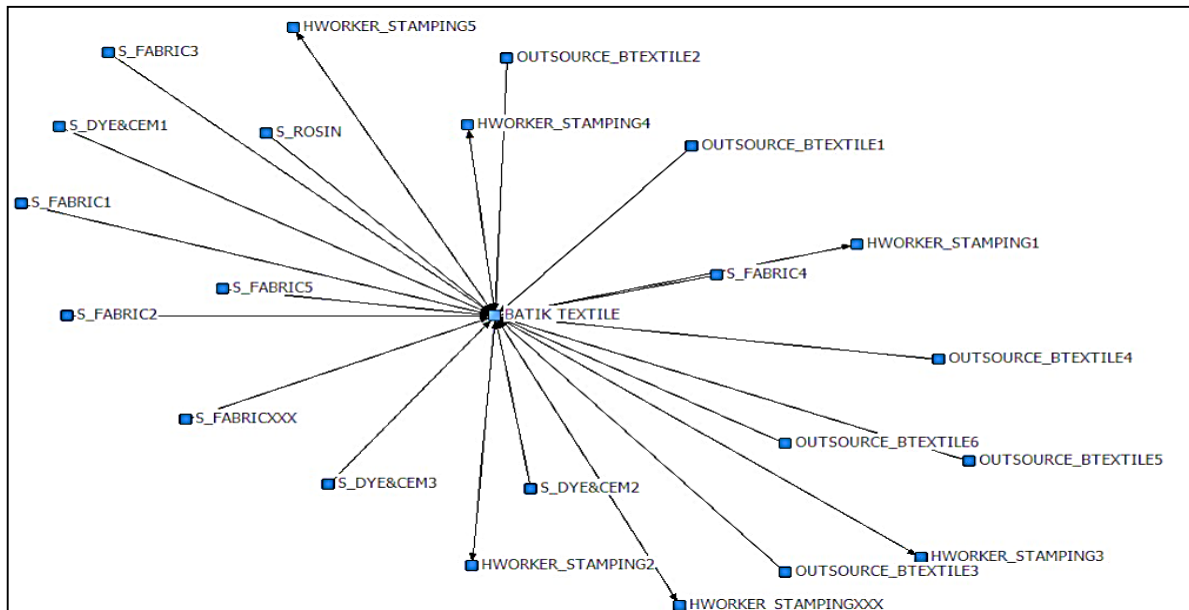 HWORKER_STAMPING5
S_FABRIC3
OUTSOURCE_BTEXTILE2
S_DYE&CEM1
S_ROSIN
HWORKER_STAMPING4
OUTSOURCE_BTEXTILE1
S_FABRIC1
HWORKER_STAMPING1
S_FABRIC4
S_FABRIC5
S_FABRIC2
BATIK TEXTILE
OUTSOURCE_BTEXTILE4
S_FABRICXXX
OUTSOURCE_BTEXTILE6
OUTSOURCE_BTEXTILE5
S_DYE&CEM3
S_DYE&CEM2
HWORKER_STAMPING2
HWORKER_STAMPING3
OUTSOURCE_BTEXTILE3
HWORKER_STAMPINGXXX